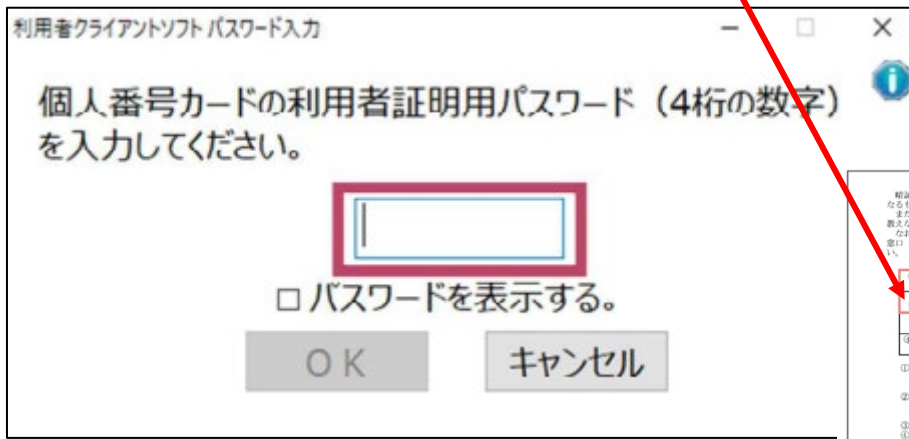 利用者クライアントソフト パスワード入力
個人番号カードの利用者証明用パスワード（4桁の数字）
を入力してください。
□ パスワードを表示する。
OK
キャンセル